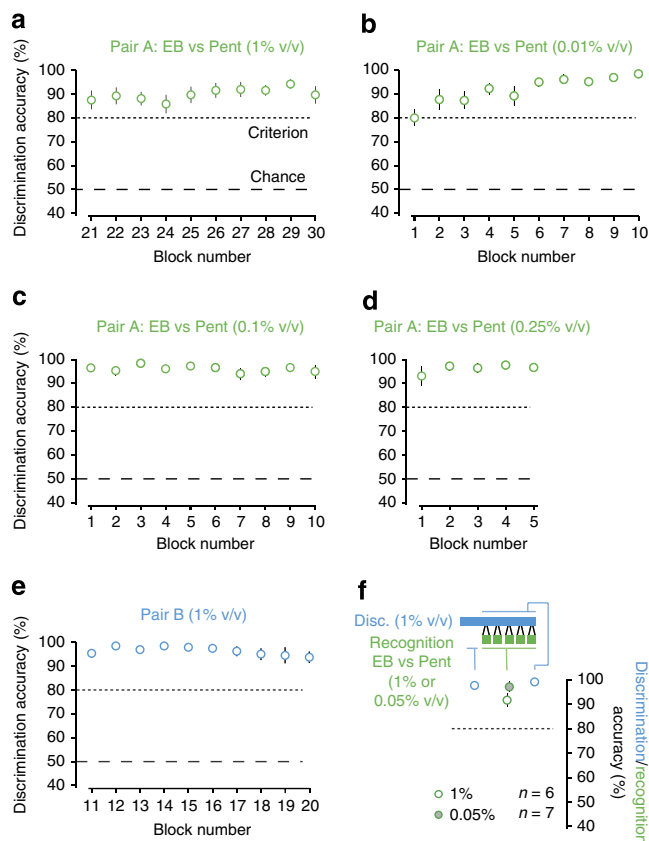 a
Pair A: EB vs Pent (1% v/v)
Discrimination accuracy (%)
100
90
80
70
60
50
40
Criterion
Chance
21 22 23 24 25 26 27 28 29 30
Block number
b
Pair A: EB vs Pent (0.01% v/v)
100
90
80
70
60
50
40
1 2 3 4 5 6 7 8 9 10
Block number
c
Pair A: EB vs Pent (0.1% v/v)
Discrimination accuracy (%)
100
90
80
70
60
50
40
1 2 3 4 5 6 7 8 9 10
Block number
d
Pair A: EB vs Pent (0.25% v/v)
100
90
80
70
60
50
40
1 2 3 4 5
Block number
e
Pair B (1% v/v)
Discrimination accuracy (%)
100
90
80
70
60
50
40
11 12 13 14 15 16 17 18 19 20
Block number
f
Disc. (1% v/v)
Recognition
EB vs Pent
(1% or
0.05% v/v)
100
90
80
70
60
50
40
Discrimination/recognition
accuracy (%)
1% n = 6
0.05% n = 7